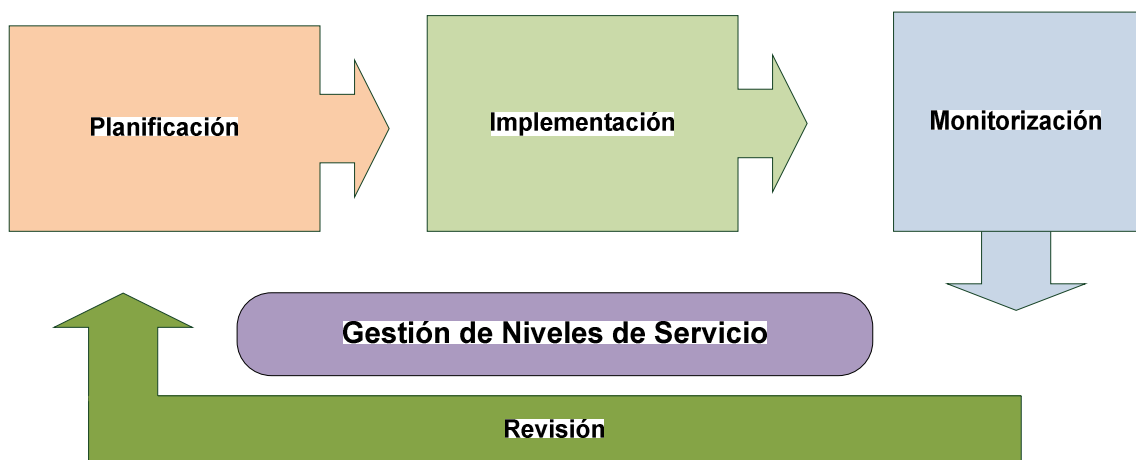 Planificación
Implementación
Monitorización
Gestión de Niveles de Servicio
Revisión